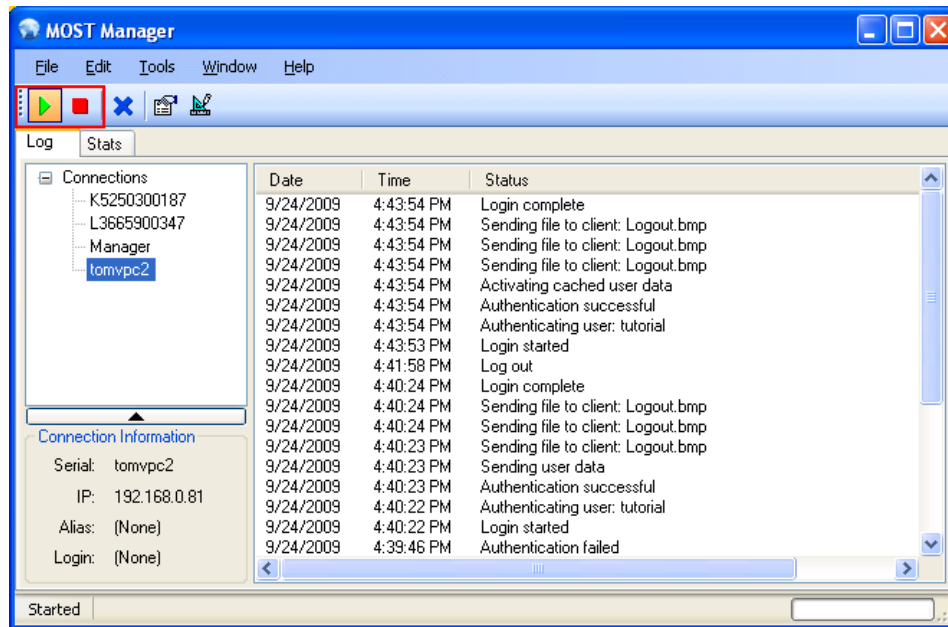 MOST Manager
File Edit Tools Window Help
Log Stats
Connections
K5250300187
L3665900347
Manager
tomvpc2
Connection Information
Serial: tomvpc2
IP: 192.168.0.81
Alias: (None)
Login: (None)
Date Time Status
9/24/2009 4:43:54 PM Login complete
9/24/2009 4:43:54 PM Sending file to client: Logout.bmp
9/24/2009 4:43:54 PM Sending file to client: Logout.bmp
9/24/2009 4:43:54 PM Sending file to client: Logout.bmp
9/24/2009 4:43:54 PM Activating cached user data
9/24/2009 4:43:54 PM Authentication successful
9/24/2009 4:43:54 PM Authenticating user: tutorial
9/24/2009 4:43:53 PM Login started
9/24/2009 4:41:58 PM Log out
9/24/2009 4:40:24 PM Login complete
9/24/2009 4:40:24 PM Sending file to client: Logout.bmp
9/24/2009 4:40:24 PM Sending file to client: Logout.bmp
9/24/2009 4:40:23 PM Sending file to client: Logout.bmp
9/24/2009 4:40:23 PM Sending user data
9/24/2009 4:40:23 PM Authentication successful
9/24/2009 4:40:22 PM Authenticating user: tutorial
9/24/2009 4:40:22 PM Login started
9/24/2009 4:39:46 PM Authentication failed
Started